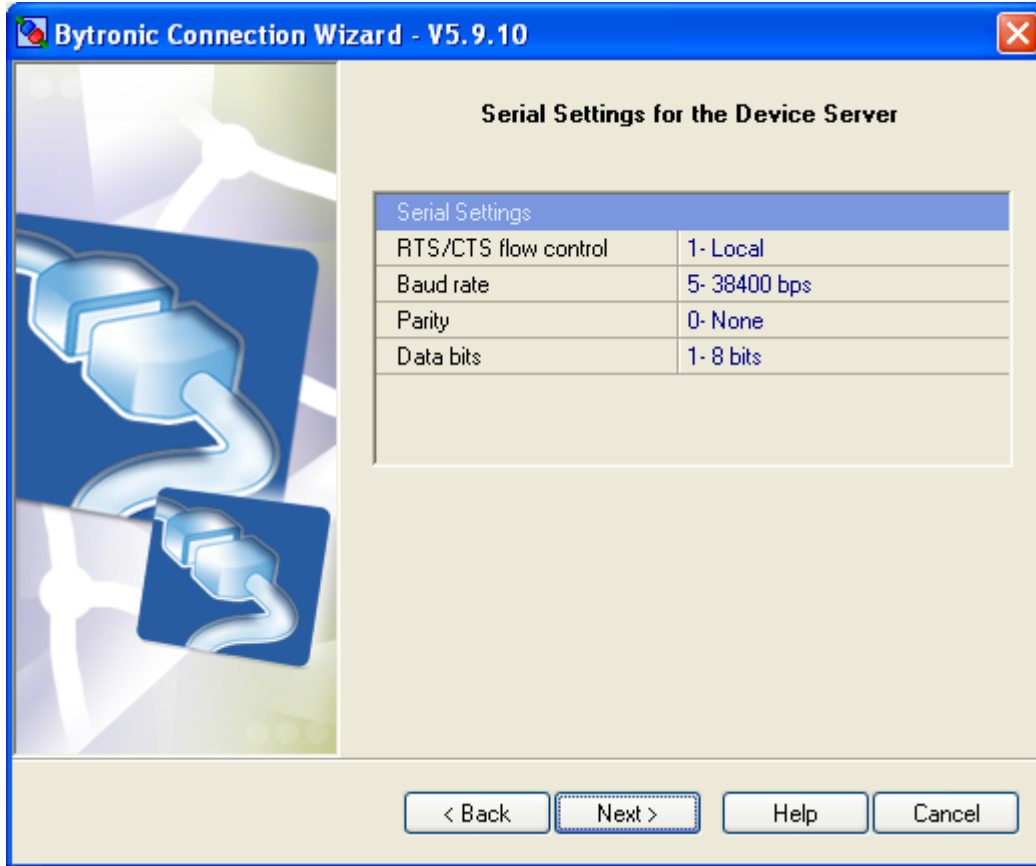 Bytronic Connection Wizard - V5.9.10
Serial Settings for the Device Server
Serial Settings
RTS/CTS flow control 1- Local
Baud rate 5- 38400 bps
Parity 0- None
Data bits 1- 8 bits
< Back Next > Help Cancel